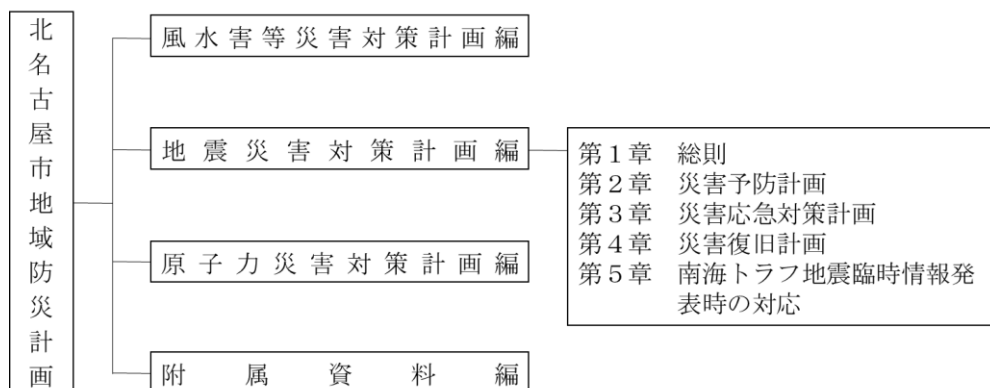 北名古屋市地域防災計画
風水害等災害対策計画編
地震災害対策計画編
第1章 総則
第2章 災害予防計画
第3章 災害応急対策計画
第4章 災害復旧計画
第5章 南海トラフ地震臨時情報発
表時の対応
原子力災害対策計画編
附属資料編